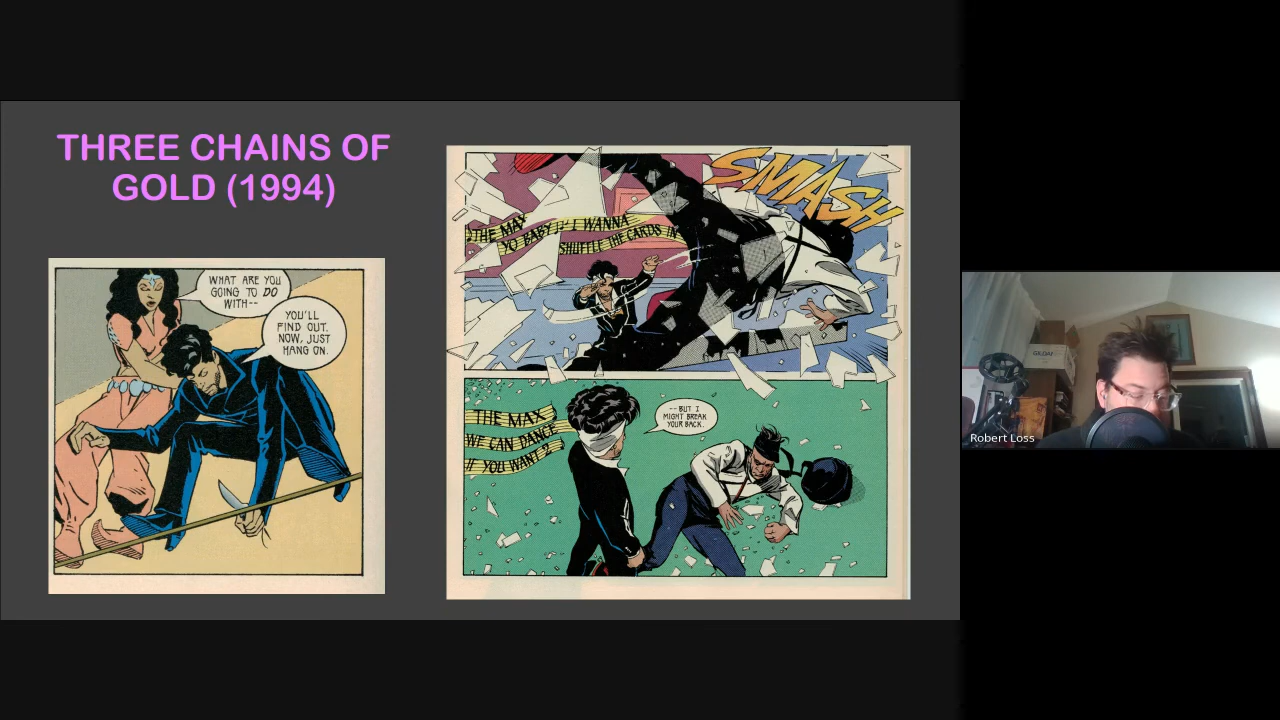 THREE CHAINS OF
GOLD (1994)
WHAT ARE YOU
GOING TO DO
WITH--
YOU'LL
FIND OUT.
NOW, JUST
HANG ON.
SMASH
THE MAX
YO BABY IF I WANNA
SHUFFLE THE CARDS IN
THE MAX
WE CAN DANCE
IF YOU WANT 2
--BUT I
MIGHT BREAK
YOUR BACK.
Robert Loss